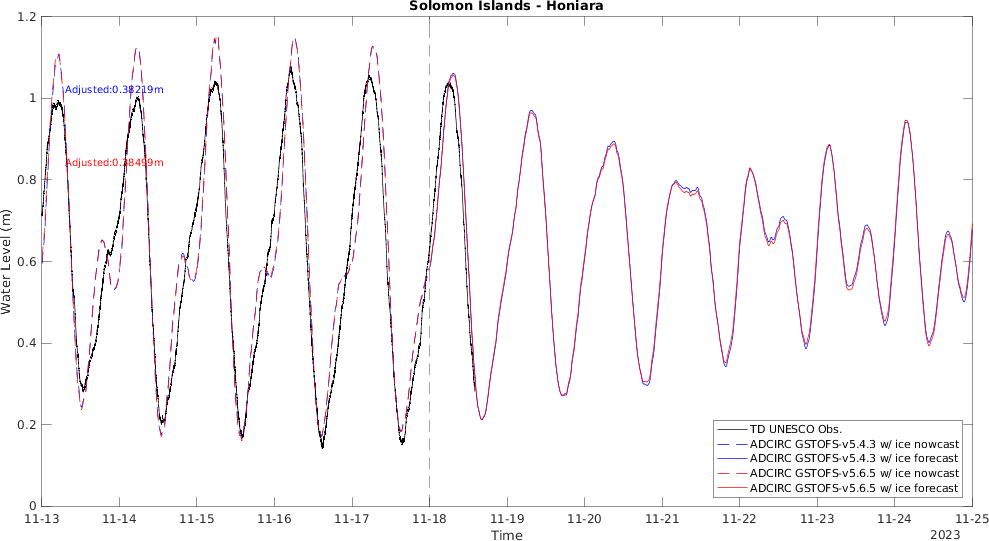 Solomon Islands - Honiara
1.2
1
0.8
0.6
0.4
0.2
0
Water Level (m)
Adjusted:0.38219m
Adjusted:0.38499m
TD UNESCO Obs.
ADCIRC GSTOFS-v5.4.3 w/ ice nowcast
ADCIRC GSTOFS-v5.4.3 w/ ice forecast
ADCIRC GSTOFS-v5.6.5 w/ ice nowcast
ADCIRC GSTOFS-v5.6.5 w/ ice forecast
11-13 11-14 11-15 11-16 11-17 11-18 11-19 11-20 11-21 11-22 11-23 11-24 11-25
Time
2023